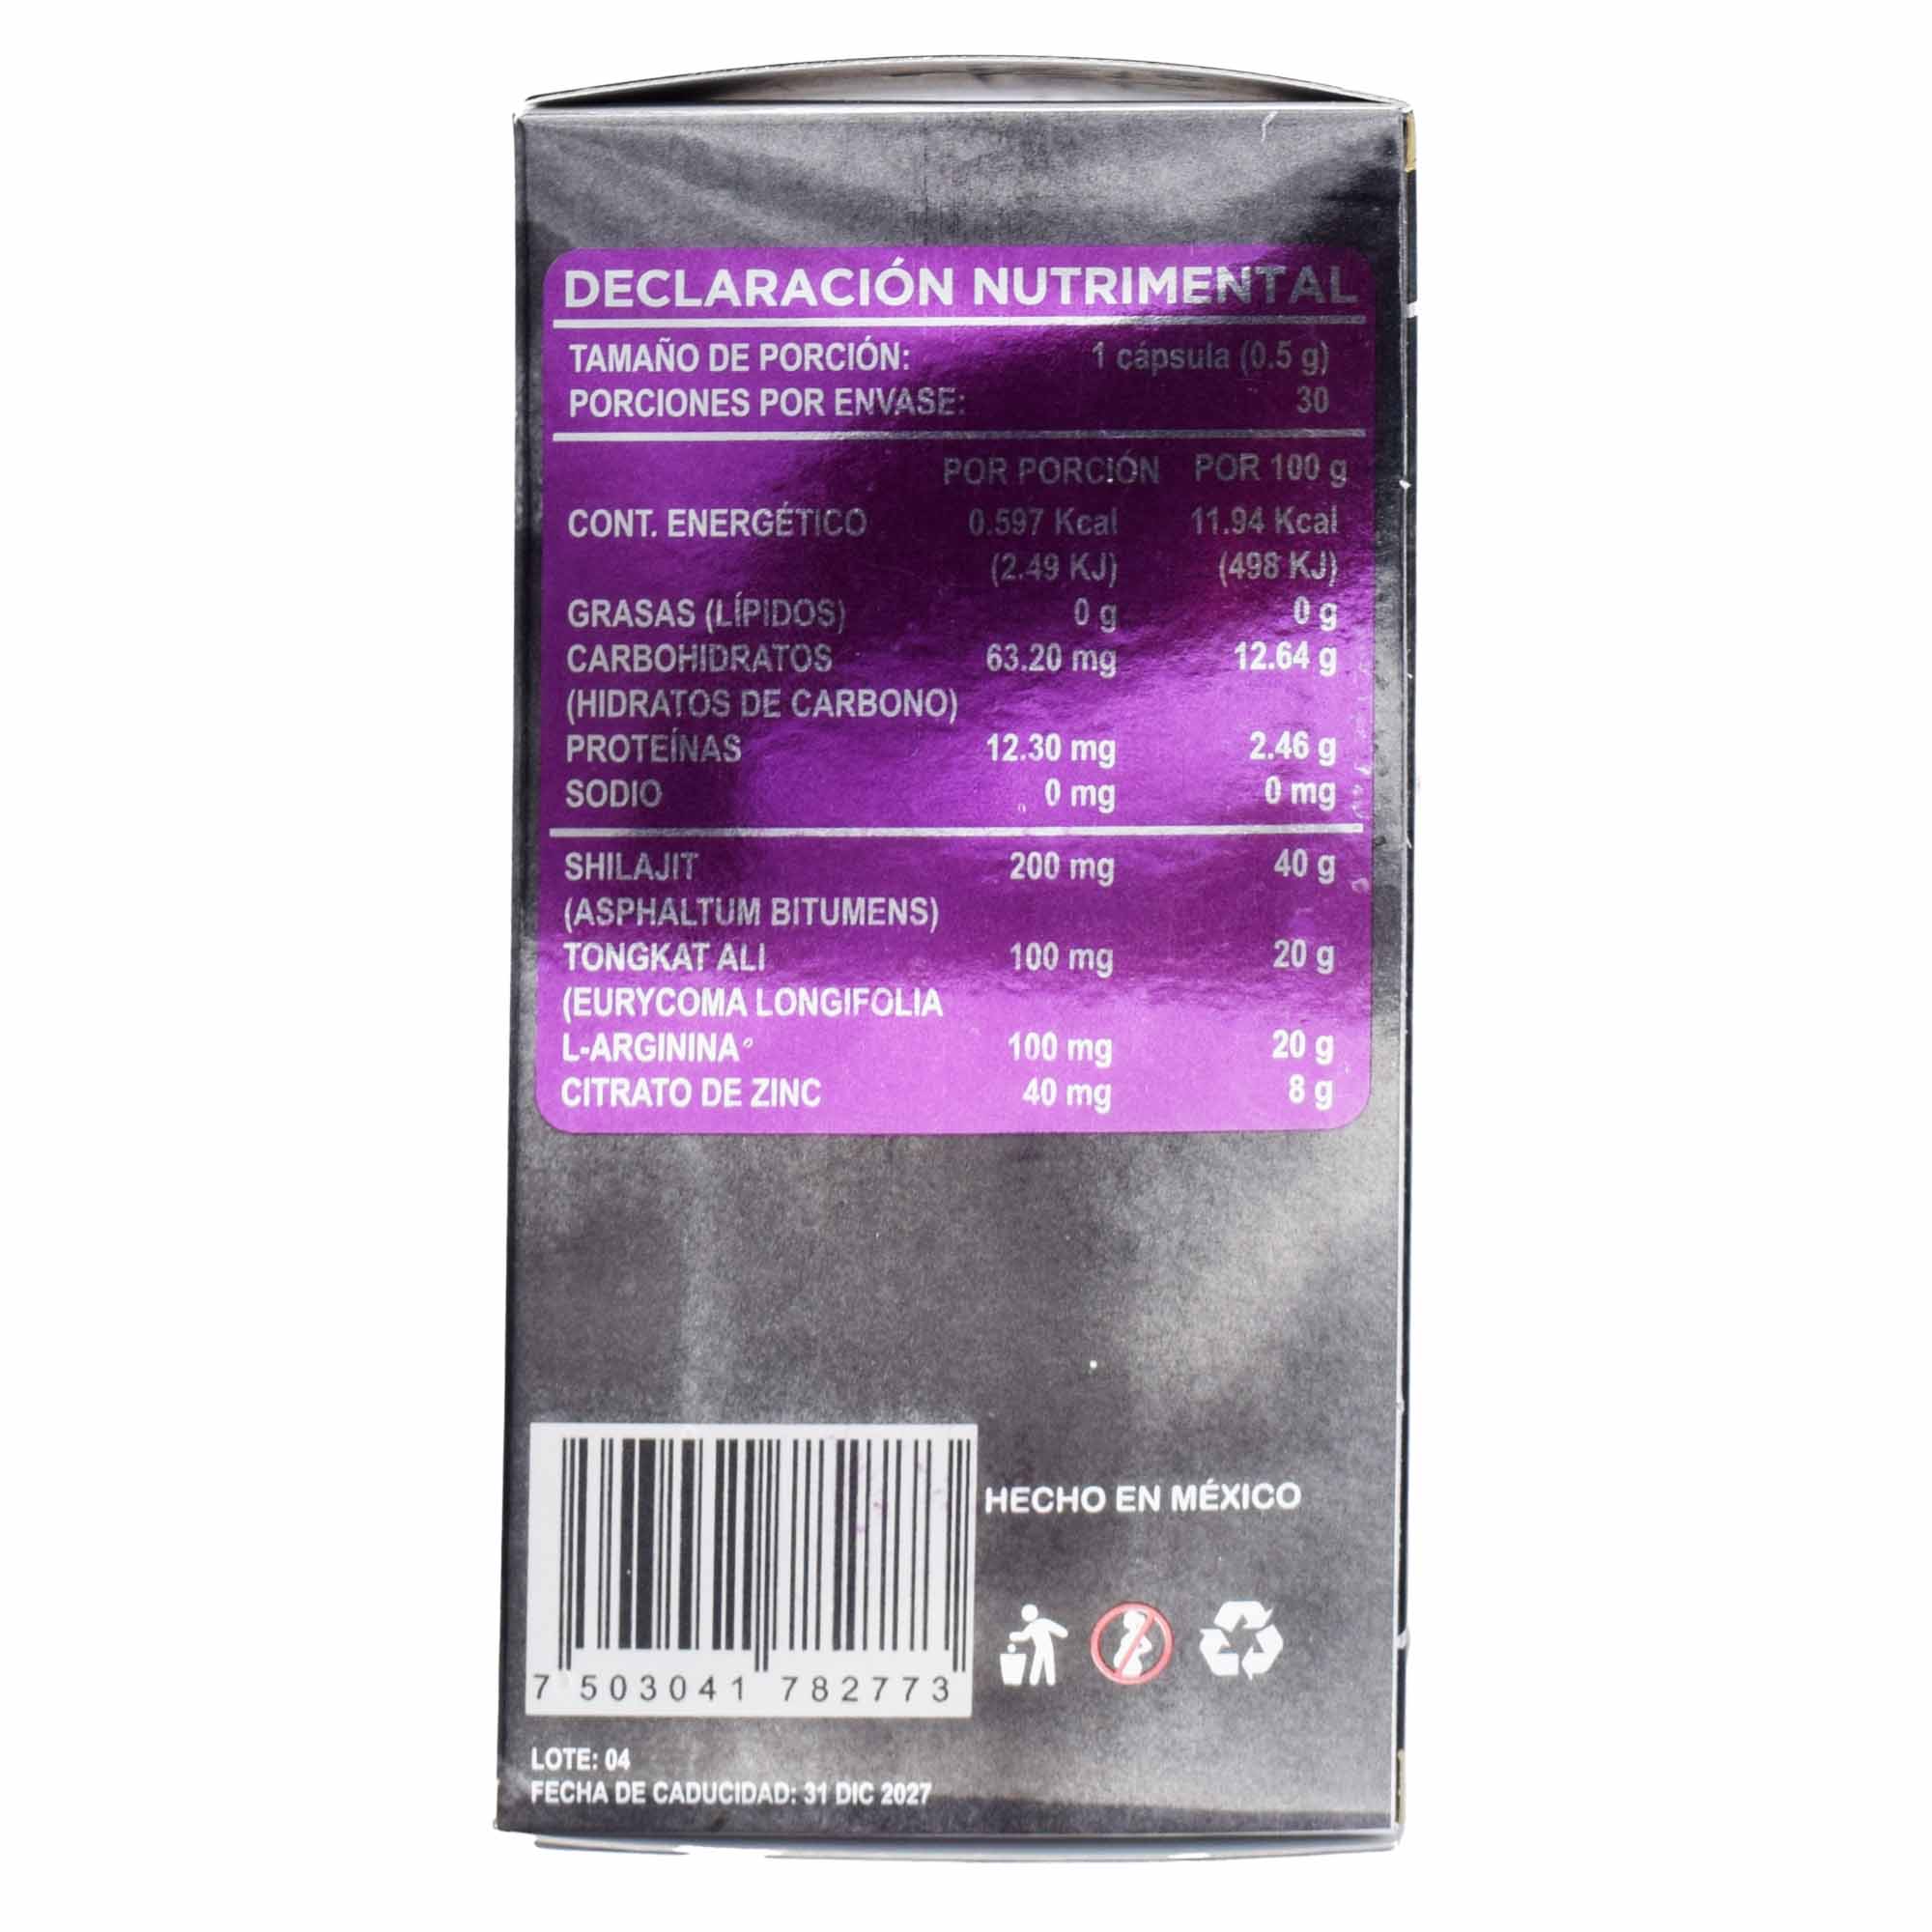 DECLARACIÓN NUTRIMENTAL
TAMAÑO DE PORCIÓN: 1 cápsula (0.5 g)
PORCIONES POR ENVASE: 30
POR PORCIÓN POR 100 g
CONT. ENERGÉTICO 0.597 Kcal 11.94 Kcal
(2.49 KJ) (498 KJ)
GRASAS (LÍPIDOS) 0 g 0 g
CARBOHIDRATOS 63.20 mg 12.64 g
(HIDRATOS DE CARBONO)
PROTEÍNAS 12.30 mg 2.46 g
SODIO 0 mg 0 mg
SHILAJIT 200 mg 40 g
(ASPHALTUM BITUMENS)
TONGKAT ALI 100 mg 20 g
(EURYCOMA LONGIFOLIA
L-ARGININA 100 mg 20 g
CITRATO DE ZINC 40 mg 8 g
HECHO EN MÉXICO
7 503041 782773
LOTE: 04
FECHA DE CADUCIDAD: 31 DIC 2027